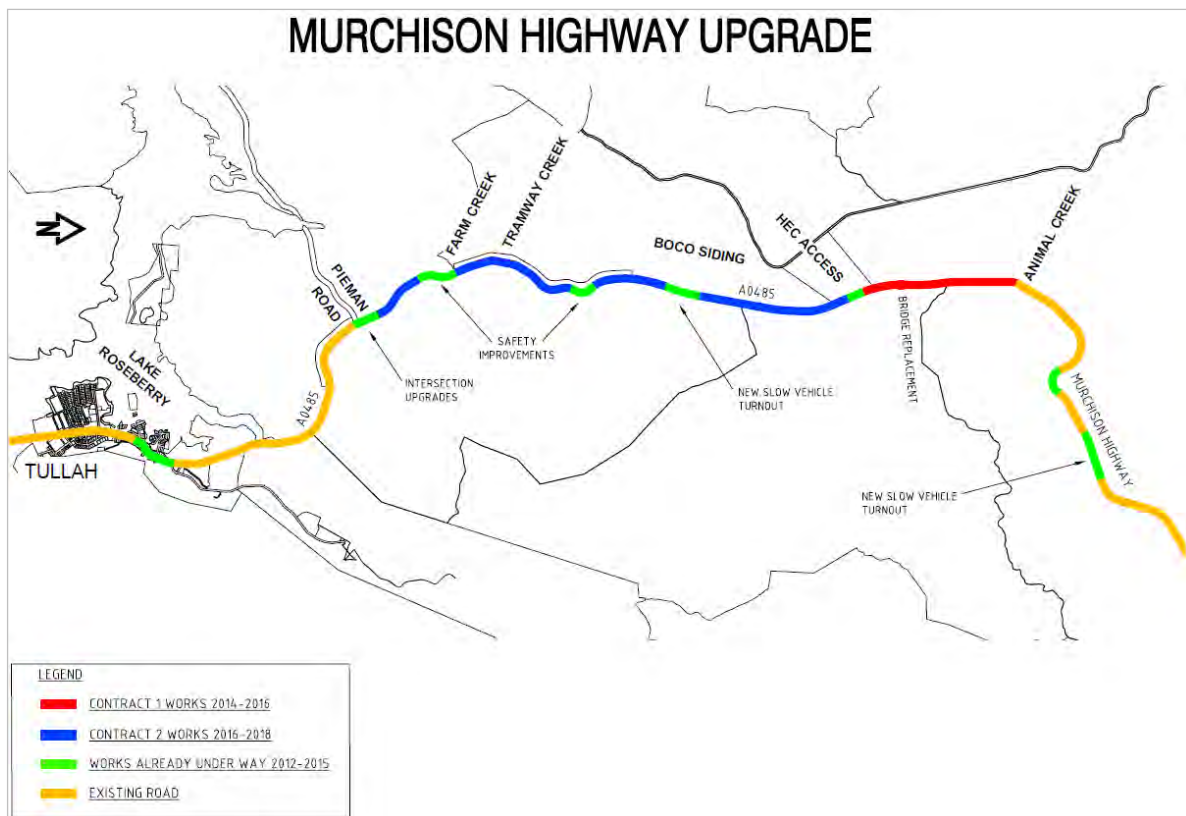 MURCHISON HIGHWAY UPGRADE
N
FARM CREEK
TRAMWAY CREEK
BOCO SIDING
HEC ACCESS
ANIMAL CREEK
PIEMAN
ROAD
A0485
BRIDGE REPLACEMENT
SAFETY
IMPROVEMENTS
INTERSECTION
UPGRADES
NEW SLOW VEHICLE
TURNOUT
LAKE
ROSEBERRY
A0485
MURCHISON HIGHWAY
TULLAH
NEW SLOW VEHICLE
TURNOUT
LEGEND
CONTRACT 1 WORKS 2014-2016
CONTRACT 2 WORKS 2016-2018
WORKS ALREADY UNDER WAY 2012-2015
EXISTING ROAD